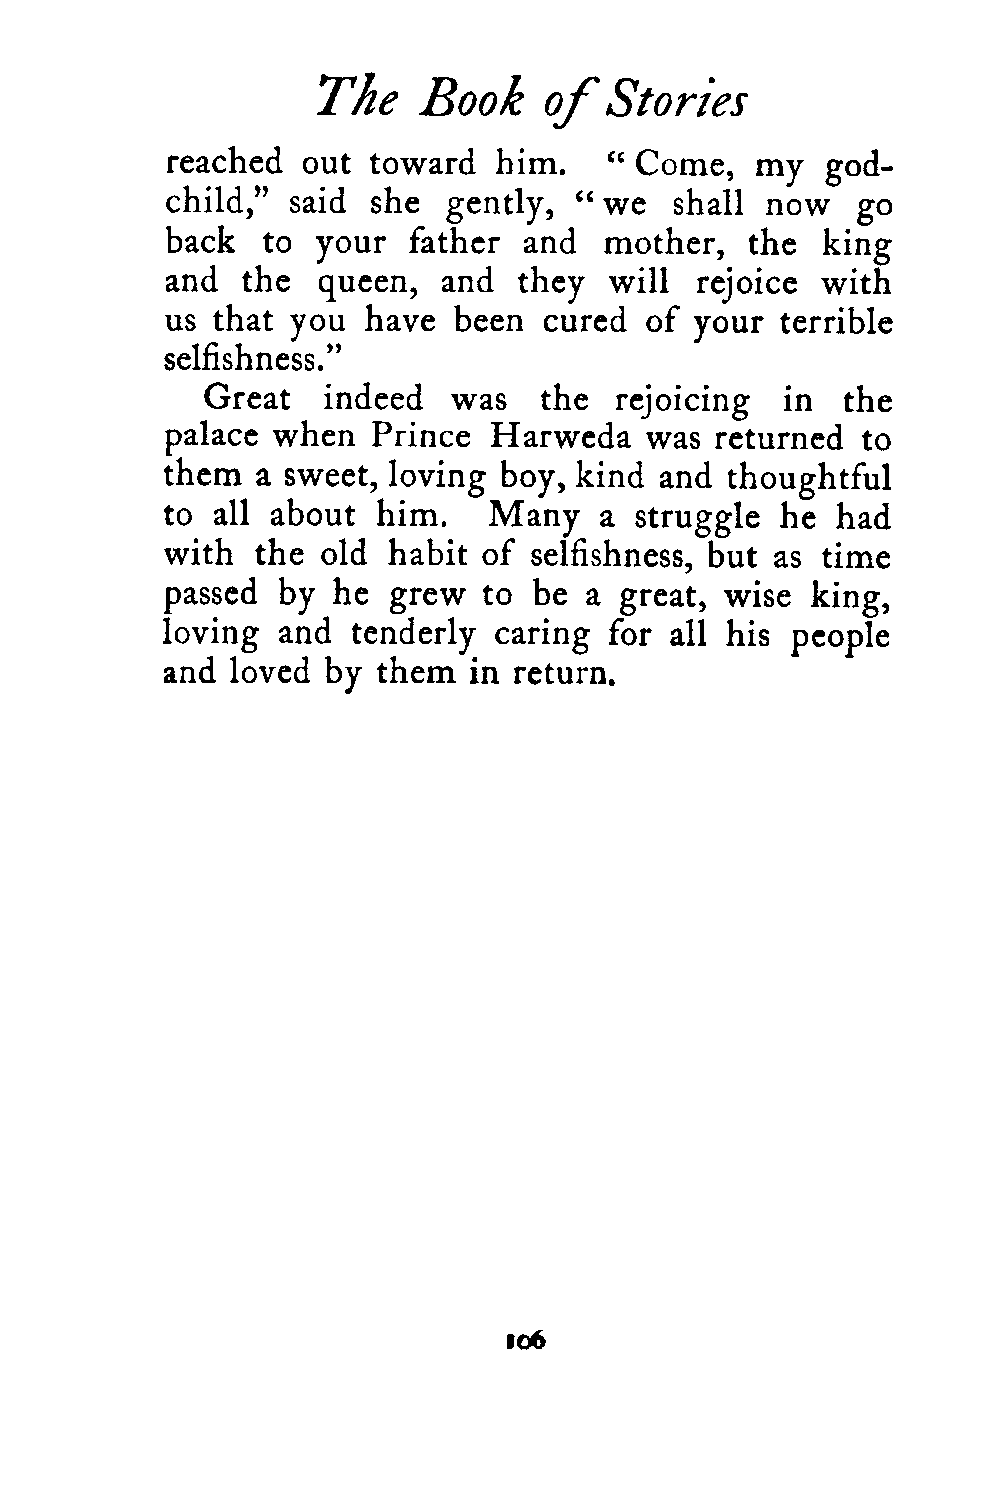 The Book of Stories
reached out toward him. “Come, my god-
child,” said she gently, “we shall now go
back to your father and mother, the king
and the queen, and they will rejoice with
us that you have been cured of your terrible
selfishness.”
Great indeed was the rejoicing in the
palace when Prince Harweda was returned to
them a sweet, loving boy, kind and thoughtful
to all about him. Many a struggle he had
with the old habit of selfishness, but as time
passed by he grew to be a great, wise king,
loving and tenderly caring for all his people
and loved by them in return.
106